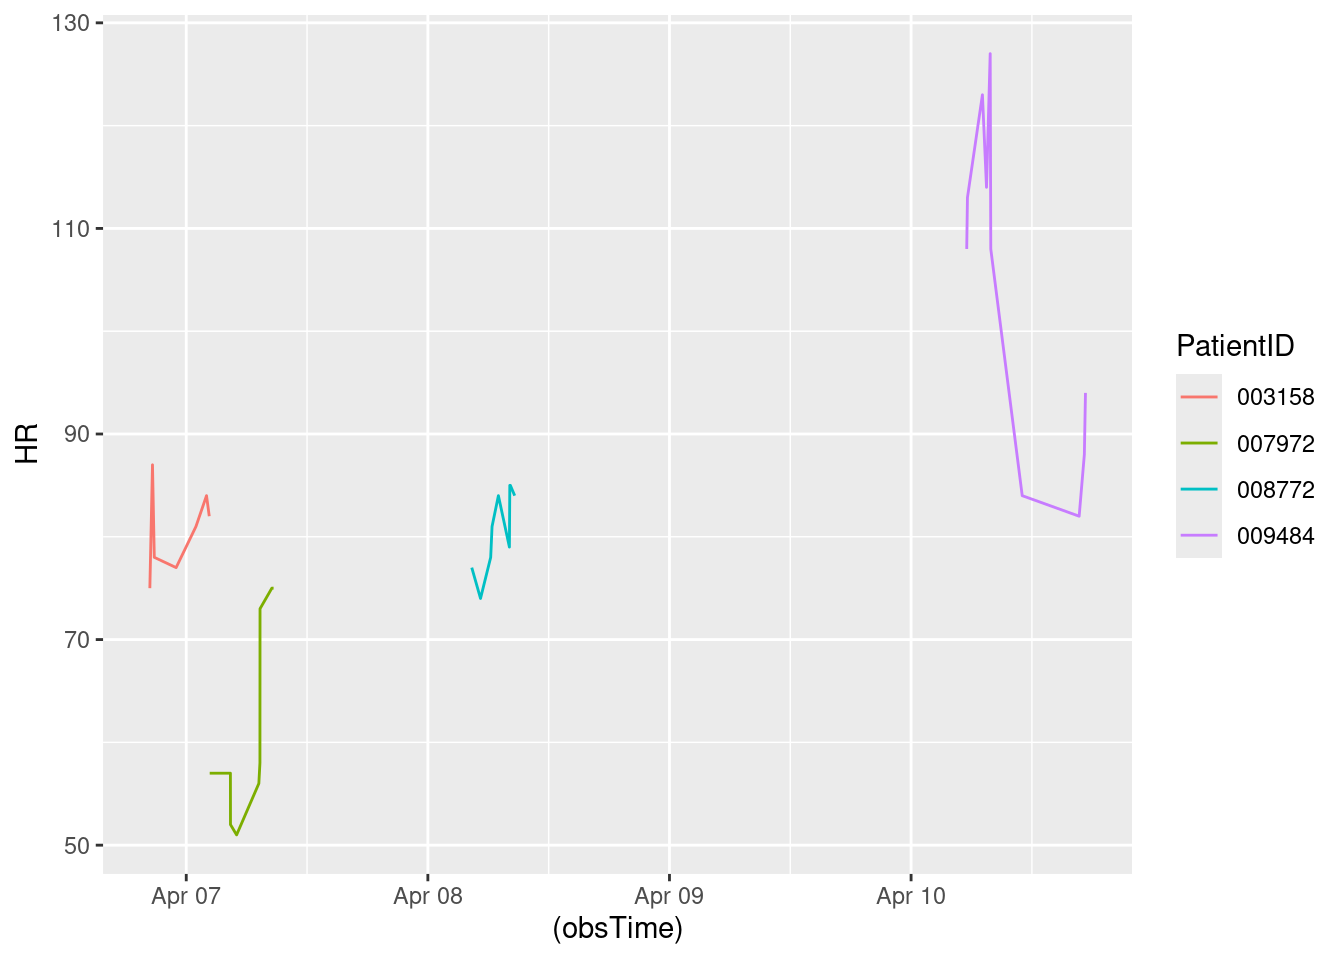 130
110
90
70
50
HR
Apr 07
Apr 08
Apr 09
Apr 10
(obsTime)
PatientID
003158
007972
008772
009484